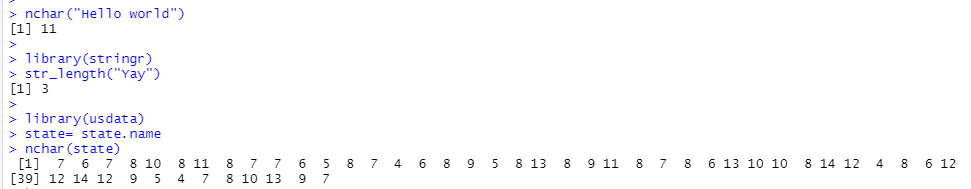 >
> nchar("Hello world")
[1] 11
>
> library(stringr)
> str_length("Yay")
[1] 3
>
> library(usdata)
> state= state.name
> nchar(state)
 [1]  7  6  7  8 10  8 11  8  7  7  6  5  8  7  4  6  8  9  5  8 13  8  9 11  8  7  8  6 13 10 10  8 14 12  4  8  6 12
[39] 12 14 12  9  5  4  7  8 10 13  9  7